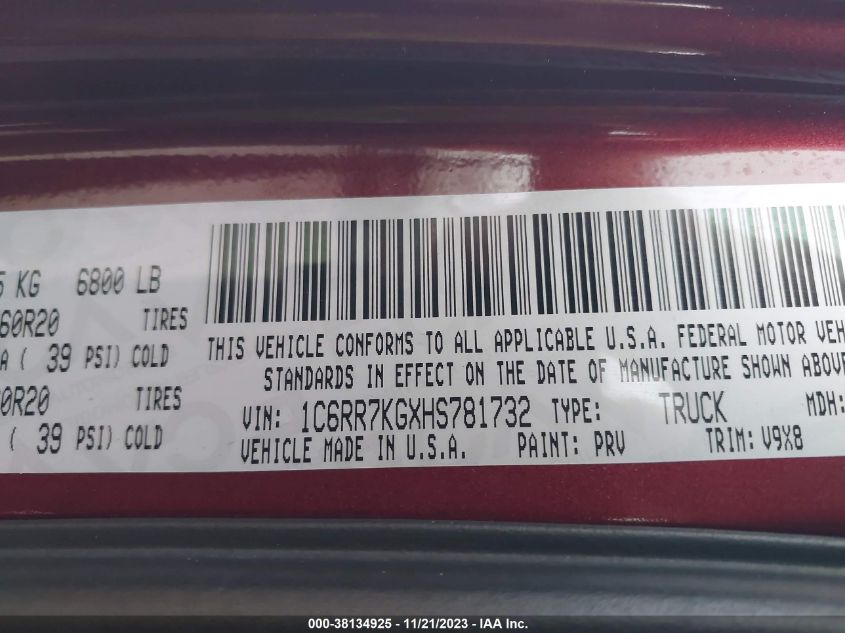 5 KG 6800 LB
60R20 TIRES
A ( 39 PSI) COLD
0R20 TIRES
( 39 PSI) COLD
THIS VEHICLE CONFORMS TO ALL APPLICABLE U.S.A. FEDERAL MOTOR VEH
STANDARDS IN EFFECT ON THE DATE OF MANUFACTURE SHOWN ABOVE
VIN: 1C6RR7KGXHS781732 TYPE: TRUCK MDH:
VEHICLE MADE IN U.S.A. PAINT: PRV TRIM: V9X8
000-38134925 - 11/21/2023 - IAA Inc.